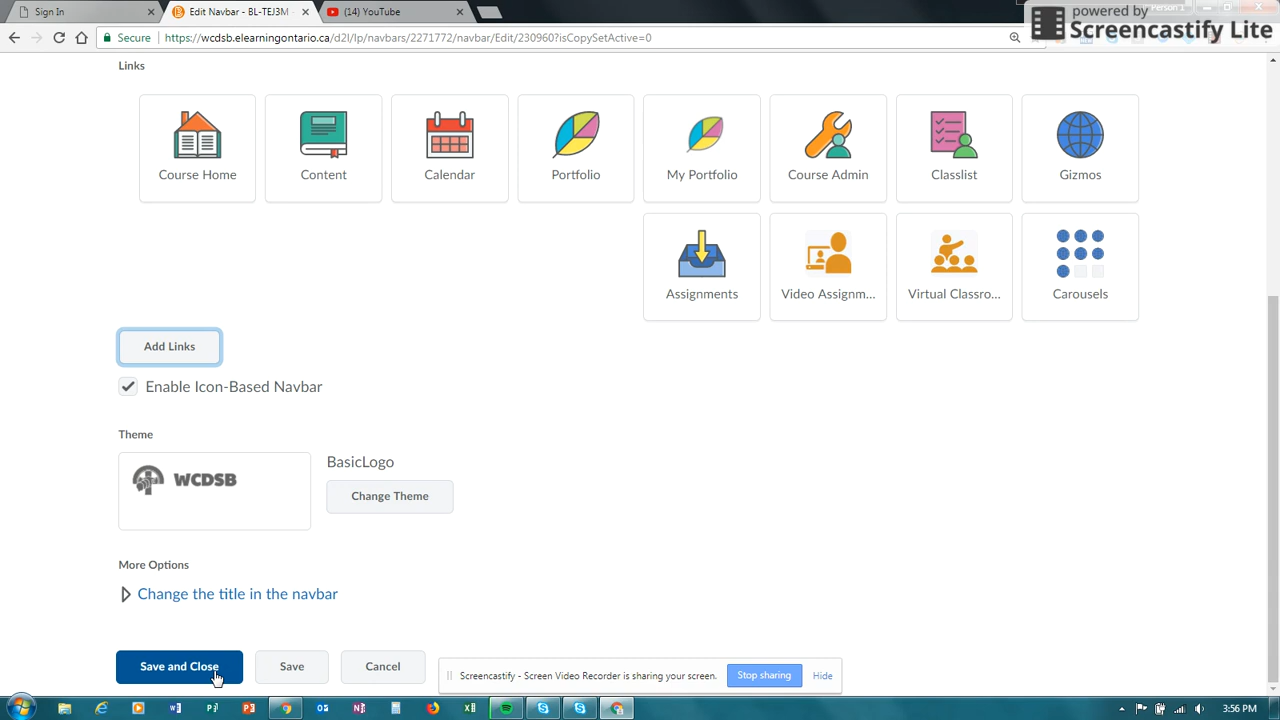 Sign In
Edit Navbar - BL-TEJ3M
(14) YouTube
Person 1
powered by
Screencastify Lite
Secure
https://wcdsb.elearningontario.ca/d2l/navbars/2271772/navbar/Edit/230960?isCopySetActive=0
Links
Course Home
Content
Calendar
Portfolio
My Portfolio
Course Admin
Classlist
Gizmos
Assignments
Video Assignm...
Virtual Classro...
Carousels
Add Links
Enable Icon-Based Navbar
Theme
WCDSB
BasicLogo
Change Theme
More Options
Change the title in the navbar
Save and Close
Save
Cancel
Screencastify - Screen Video Recorder is sharing your screen.
Stop sharing
Hide
3:56 PM